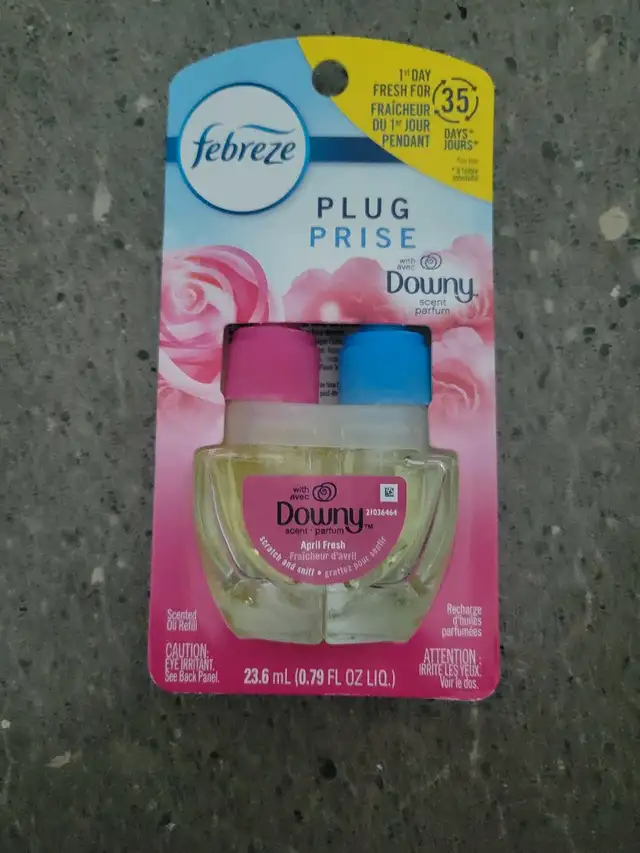 febreze
1st DAY
FRESH FOR
FRAÎCHEUR
DU 1er JOUR
PENDANT
35
DAYS*
JOURS*
PLUG
PRISE
with
avec
Downy
scent
parfum
with
avec
Downy™
scent · parfum
21036464
April Fresh
Fraîcheur d'avril
scratch and sniff • grattez pour sentir
Scented
Oil Refill
CAUTION:
EYE IRRITANT.
See Back Panel.
23.6 mL (0.79 FL OZ LIQ.)
Recharge
d'huiles
parfumées
ATTENTION :
IRRITE LES YEUX.
Voir le dos.